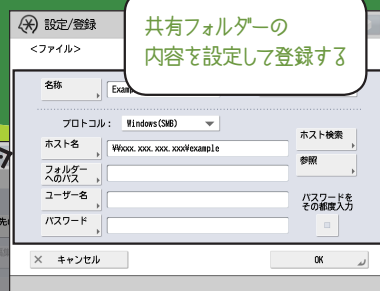 設定/登録
共有フォルダーの
内容を設定して登録する
<ファイル>
名称
プロトコル: Windows(SMB)
ホスト検索
ホスト名 ¥¥xxx.xxx.xxx.xxx¥example
参照
フォルダー
へのパス
ユーザー名
パスワードを
その都度入力
パスワード
× キャンセル
OK